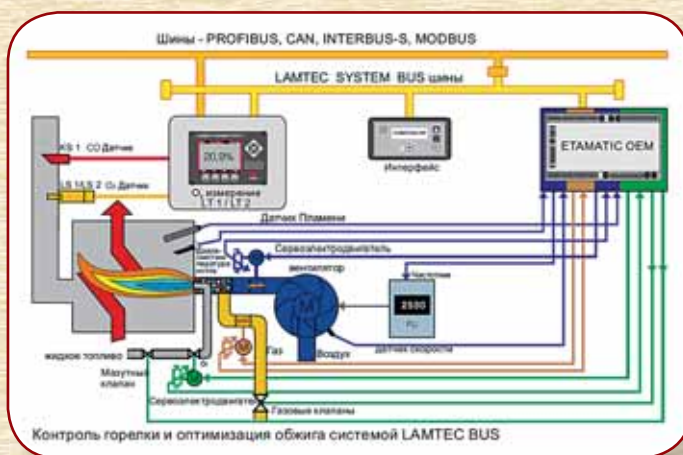 Шины - PROFIBUS, CAN, INTERBUS-S, MODBUS
LAMTEC SYSTEM BUS шины
KS 1 CO Датчик
20,9%
ETAMATIC OEM
LS 1/LS 2 O₂ Датчик
O₂ измерение
LT 1 / LT 2
Интерфейс
Датчик Пламени
Сервоэлектродвигатель
вентилятор
Частотник
2500
FU
датчик скорости
Воздух
Газ
M
жидкое топливо
Мазутный
клапан
Сервоэлектродвигатель
Газовые клапаны
Контроль горелки и оптимизация обжига системой LAMTEC BUS